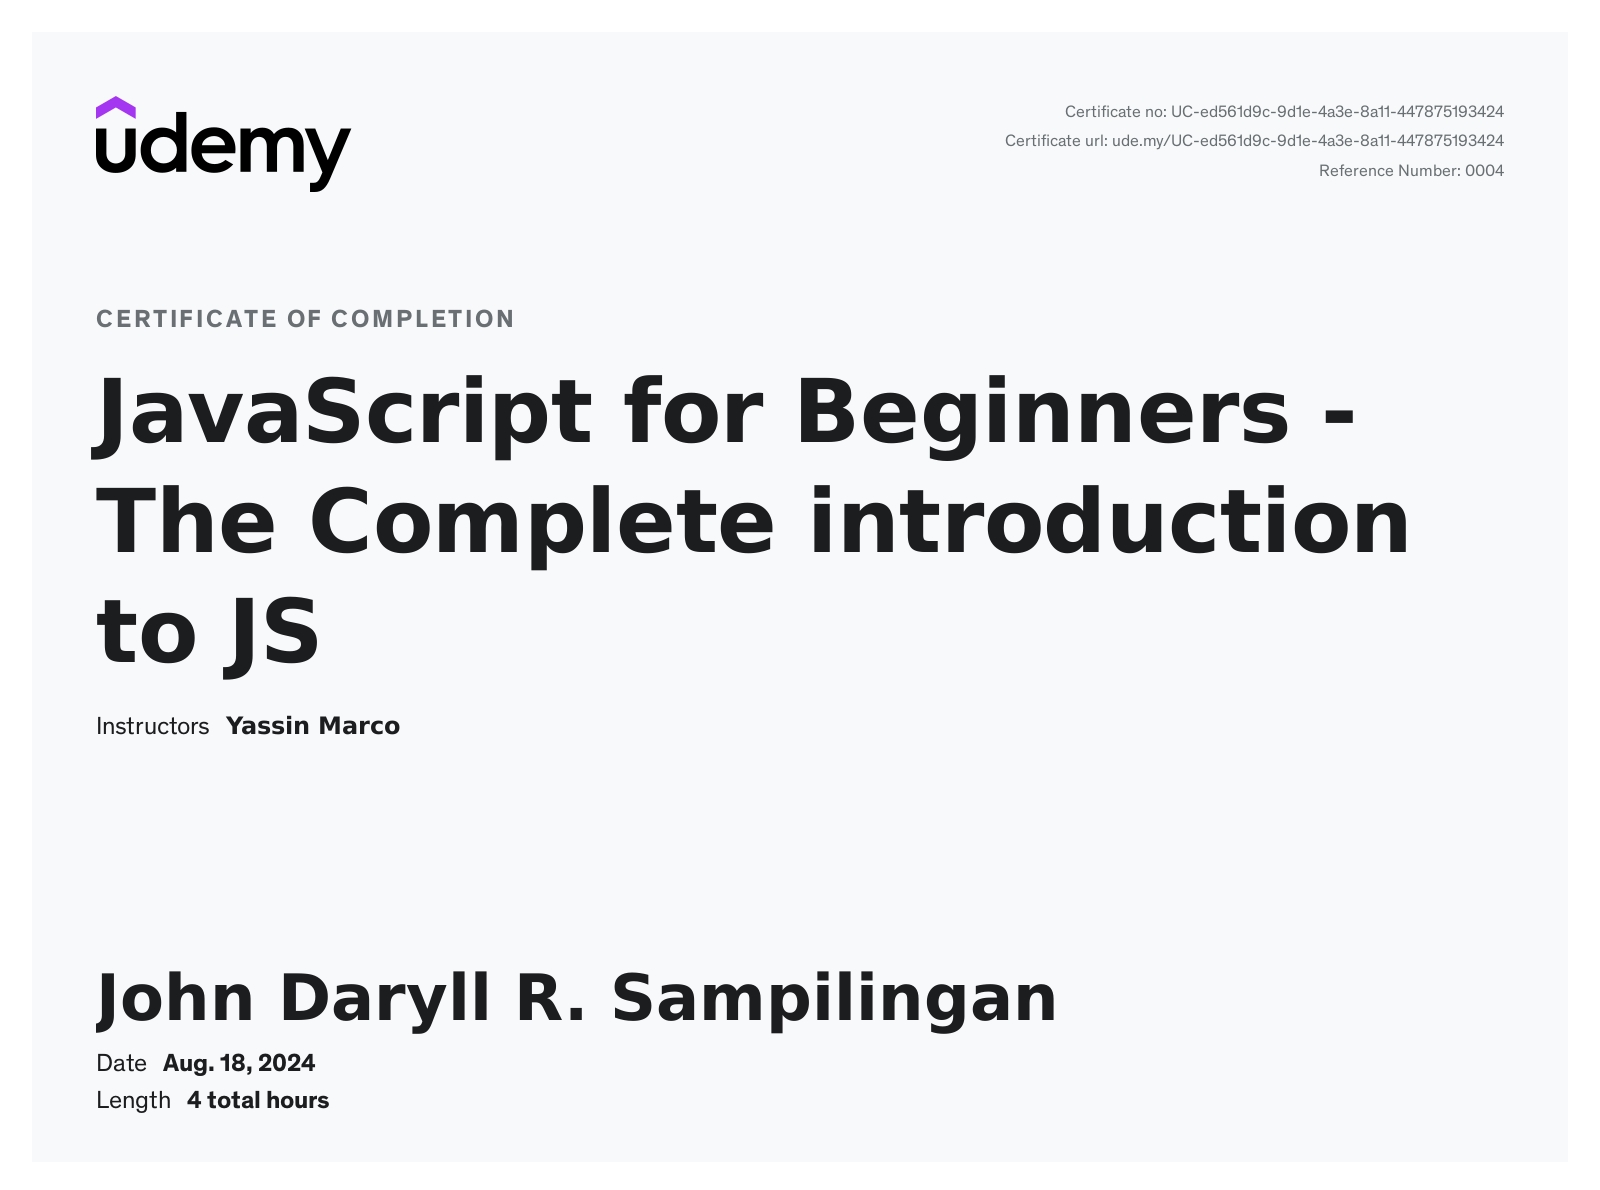 udemy
Certificate no: UC-ed561d9c-9d1e-4a3e-8a11-447875193424
Certificate url: ude.my/UC-ed561d9c-9d1e-4a3e-8a11-447875193424
Reference Number: 0004
CERTIFICATE OF COMPLETION
JavaScript for Beginners -
The Complete introduction
to JS
Instructors Yassin Marco
John Daryll R. Sampilingan
Date Aug. 18, 2024
Length 4 total hours